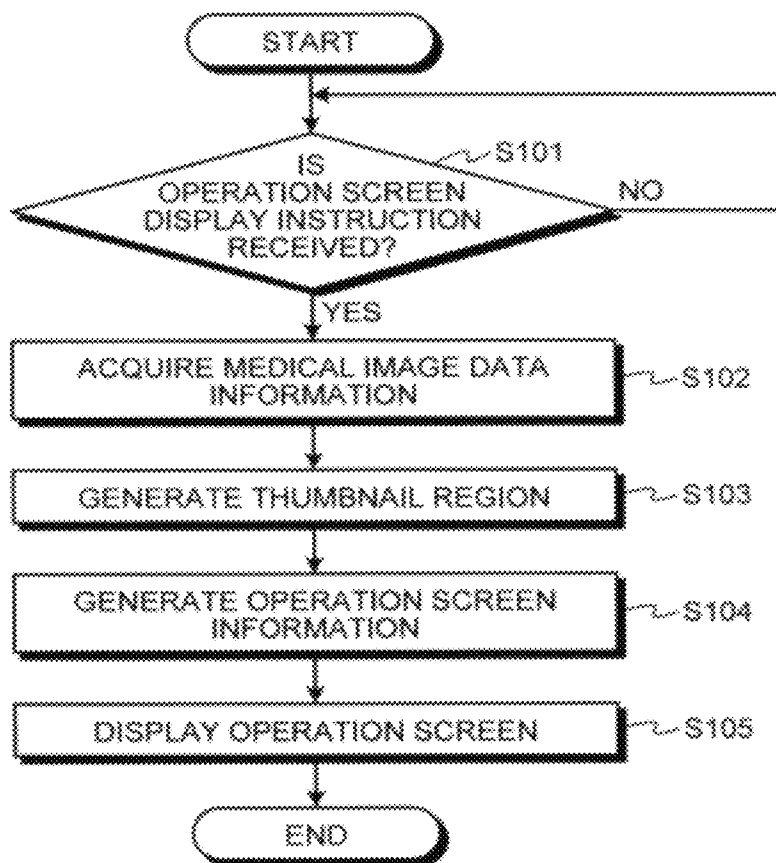 START
IS
S101
OPERATION SCREEN
DISPLAY INSTRUCTION
NO
RECEIVED?
YES
ACQUIRE MEDICAL IMAGE DATA
INFORMATION
S102
GENERATE THUMBNAIL REGION
S103
GENERATE OPERATION SCREEN
INFORMATION
S104
DISPLAY OPERATION SCREEN
S105
END